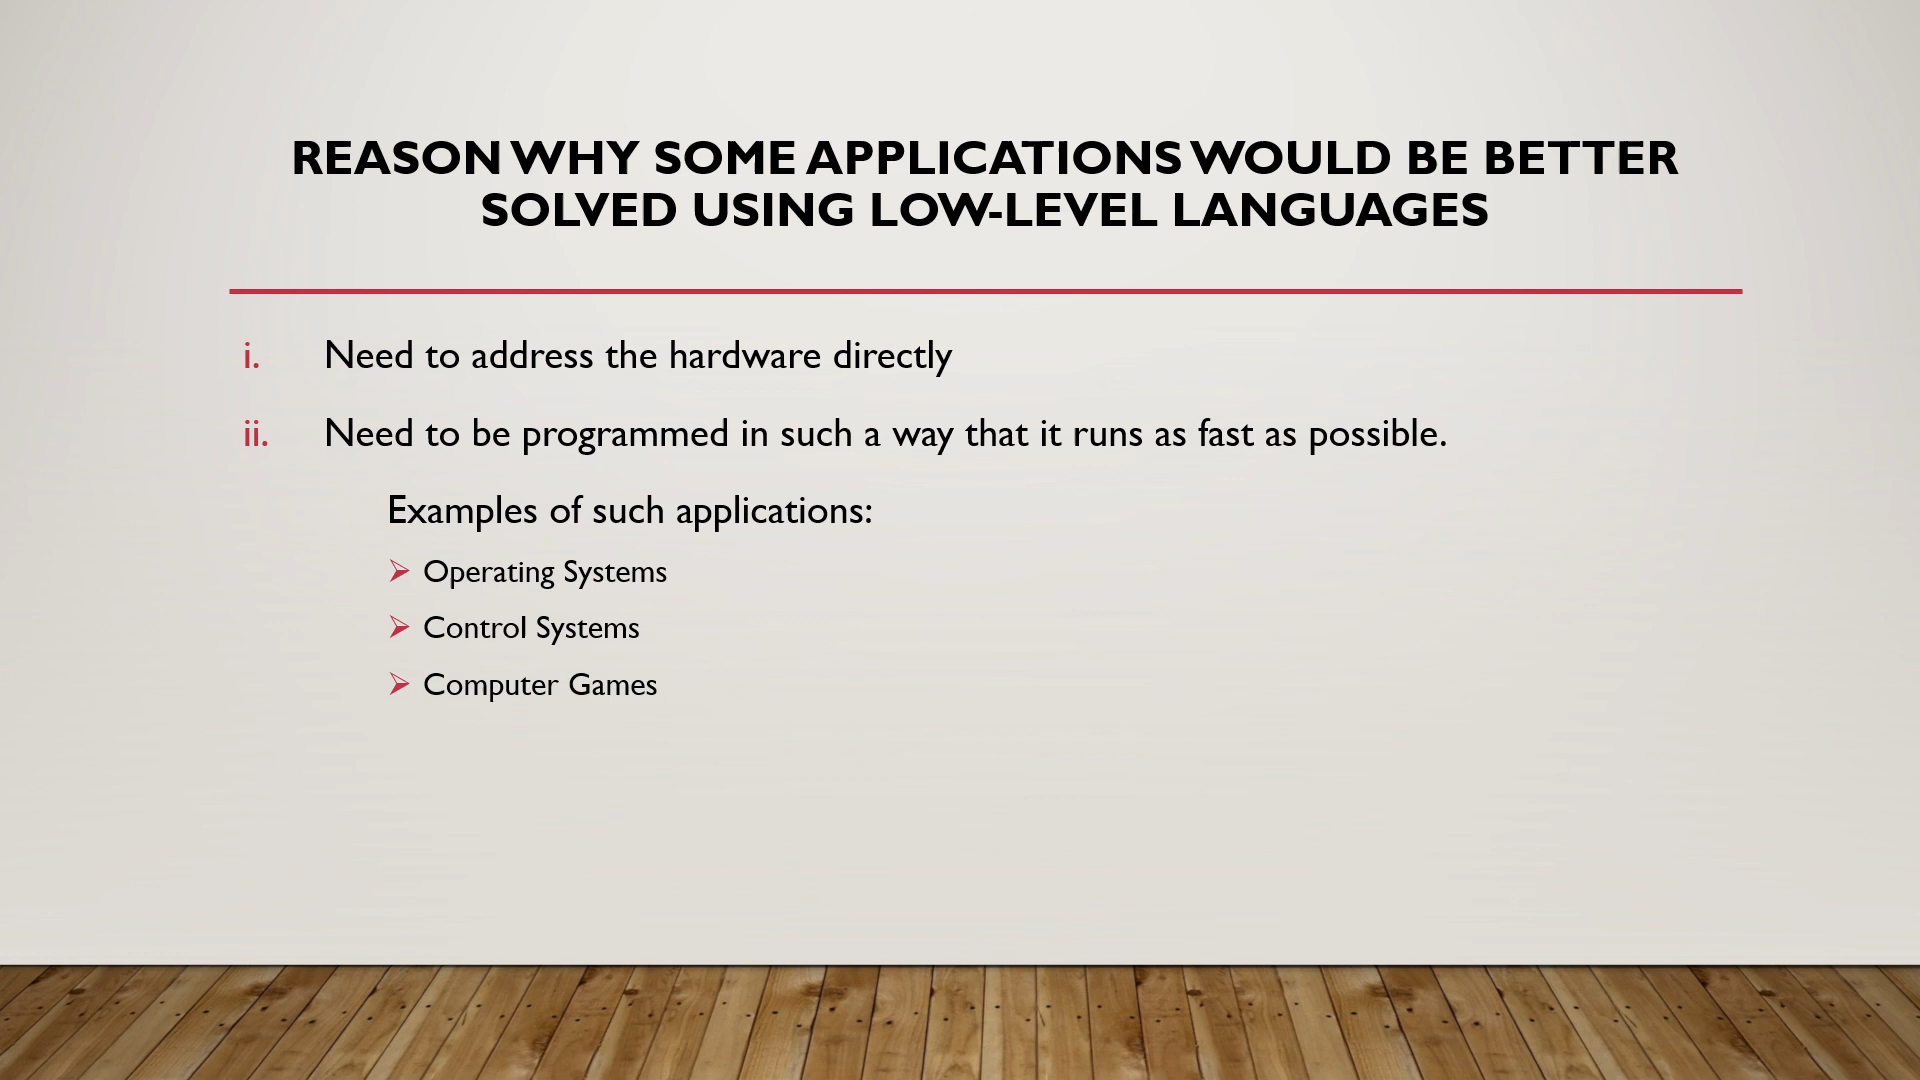 REASON WHY SOME APPLICATIONS WOULD BE BETTER
SOLVED USING LOW-LEVEL LANGUAGES
i. Need to address the hardware directly
ii. Need to be programmed in such a way that it runs as fast as possible.
Examples of such applications:
➢ Operating Systems
➢ Control Systems
➢ Computer Games